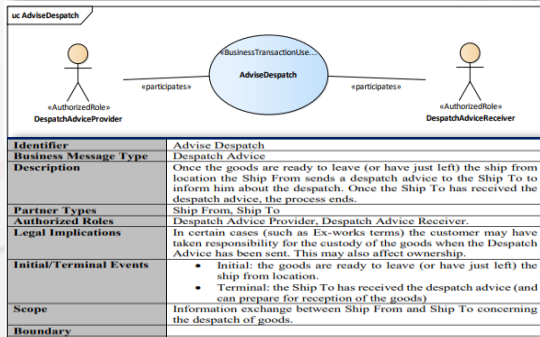 uc AdviseDespatch
«BusinessTransactionUse...
AdviseDespatch
«participates»
«participates»
«AuthorizedRole»
DespatchAdviceProvider
«AuthorizedRole»
DespatchAdviceReceiver
Identifier Advise Despatch
Business Message Type Despatch Advice
Description Once the goods are ready to leave (or have just left) the ship from
location the Ship From sends a despatch advice to the Ship To to
inform him about the despatch. Once the Ship To has received the
despatch advice, the process ends.
Partner Types Ship From, Ship To
Authorized Roles Despatch Advice Provider, Despatch Advice Receiver.
Legal Implications In certain cases (such as Ex-works terms) the customer may have
taken responsibility for the custody of the goods when the Despatch
Advice has been sent. This may also affect ownership.
Initial/Terminal Events • Initial: the goods are ready to leave (or have just left) the
ship from location.
• Terminal: the Ship To has received the despatch advice (and
can prepare for reception of the goods)
Scope Information exchange between Ship From and Ship To concerning
the despatch of goods.
Boundary